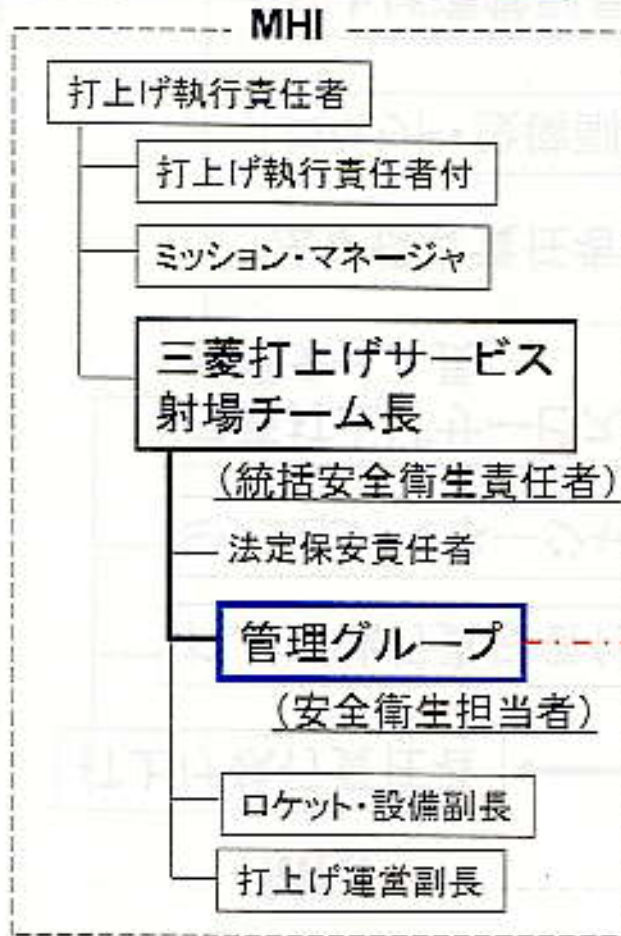 MHI
打上げ執行責任者
打上げ執行責任者付
ミッション・マネージャ
三菱打上げサービス
射場チーム長
(統括安全衛生責任者)
法定保安責任者
管理グループ
(安全衛生担当者)
ロケット・設備副長
打上げ運営副長